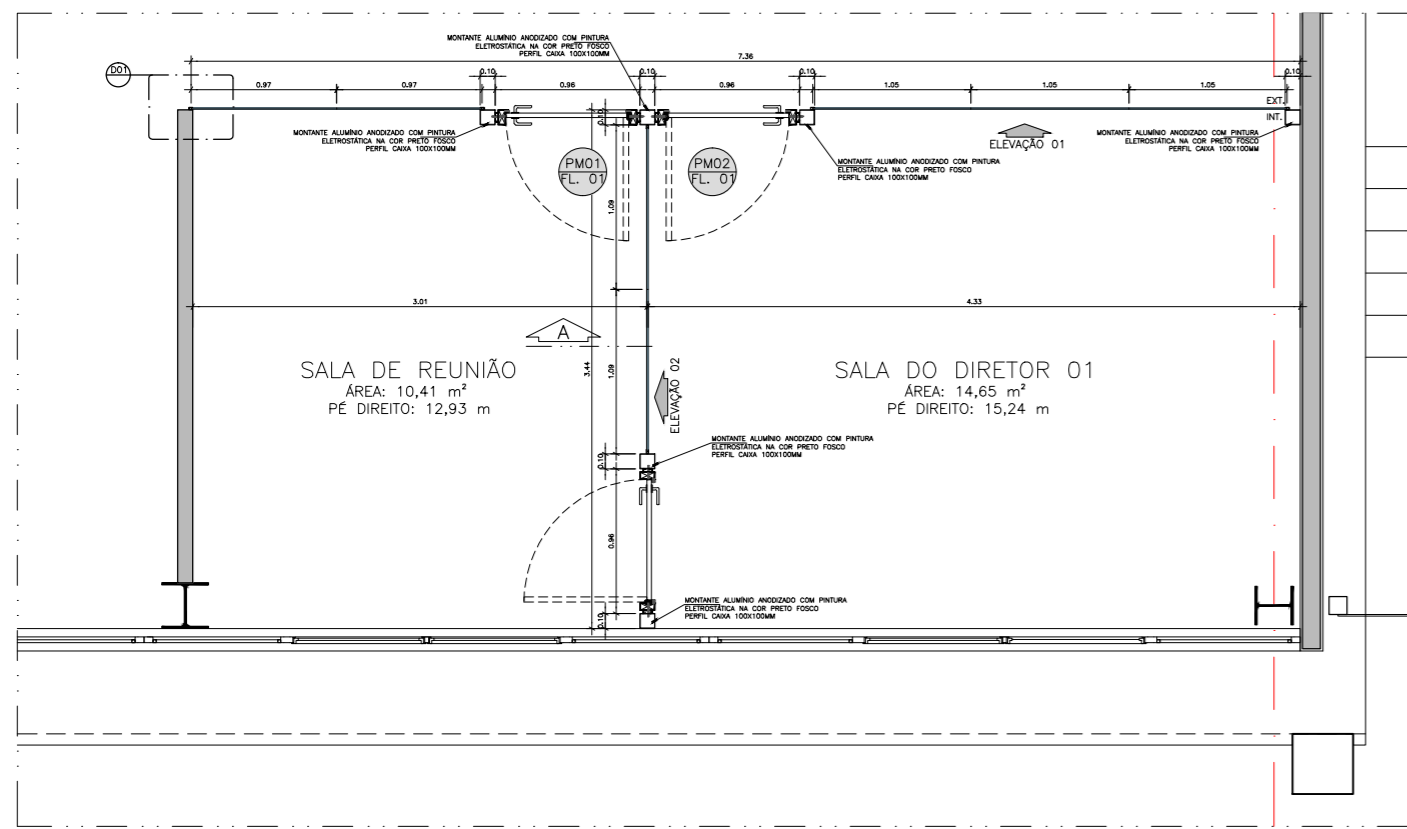 MONTANTE ALUMÍNIO ANODIZADO COM PINTURA
ELETROSTÁTICA NA COR PRETO FOSCO
PERFIL CAIXA 100X100MM
7.36
D01
0.97
0.97
0.10
0.96
0.10
0.96
0.10
1.05
1.05
1.05
0.10
EXT.
INT.
0.10
MONTANTE ALUMÍNIO ANODIZADO COM PINTURA
ELETROSTÁTICA NA COR PRETO FOSCO
PERFIL CAIXA 100X100MM
ELEVAÇÃO 01
MONTANTE ALUMÍNIO ANODIZADO COM PINTURA
ELETROSTÁTICA NA COR PRETO FOSCO
PERFIL CAIXA 100X100MM
MONTANTE ALUMÍNIO ANODIZADO COM PINTURA
ELETROSTÁTICA NA COR PRETO FOSCO
PERFIL CAIXA 100X100MM
PM01
FL. 01
PM02
FL. 01
1.09
3.01
4.33
A
3.44
1.09
ELEVAÇÃO 02
SALA DE REUNIÃO
ÁREA: 10,41 m²
PÉ DIREITO: 12,93 m
SALA DO DIRETOR 01
ÁREA: 14,65 m²
PÉ DIREITO: 15,24 m
MONTANTE ALUMÍNIO ANODIZADO COM PINTURA
ELETROSTÁTICA NA COR PRETO FOSCO
PERFIL CAIXA 100X100MM
0.10
0.96
MONTANTE ALUMÍNIO ANODIZADO COM PINTURA
ELETROSTÁTICA NA COR PRETO FOSCO
PERFIL CAIXA 100X100MM
0.10